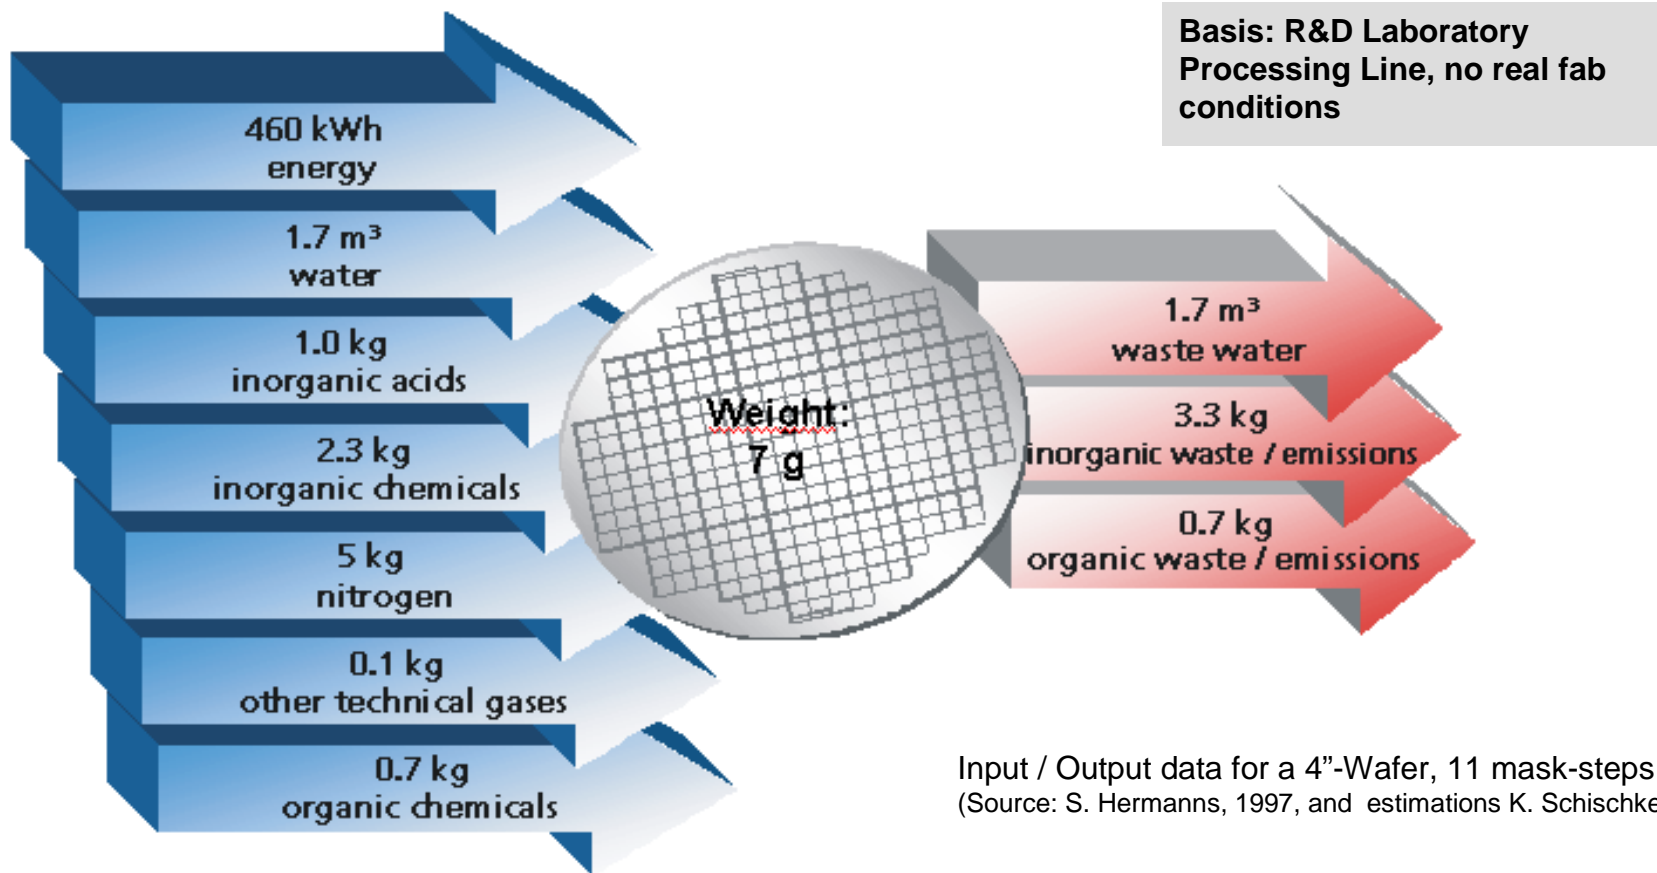 Basis: R&D Laboratory
Processing Line, no real fab
conditions
460 kWh
energy
1.7 m³
water
1.0 kg
inorganic acids
2.3 kg
inorganic chemicals
5 kg
nitrogen
0.1 kg
other technical gases
0.7 kg
organic chemicals
Weight:
7 g
1.7 m³
waste water
3.3 kg
inorganic waste / emissions
0.7 kg
organic waste / emissions
Input / Output data for a 4”-Wafer, 11 mask-steps
(Source: S. Hermanns, 1997, and estimations K. Schischke